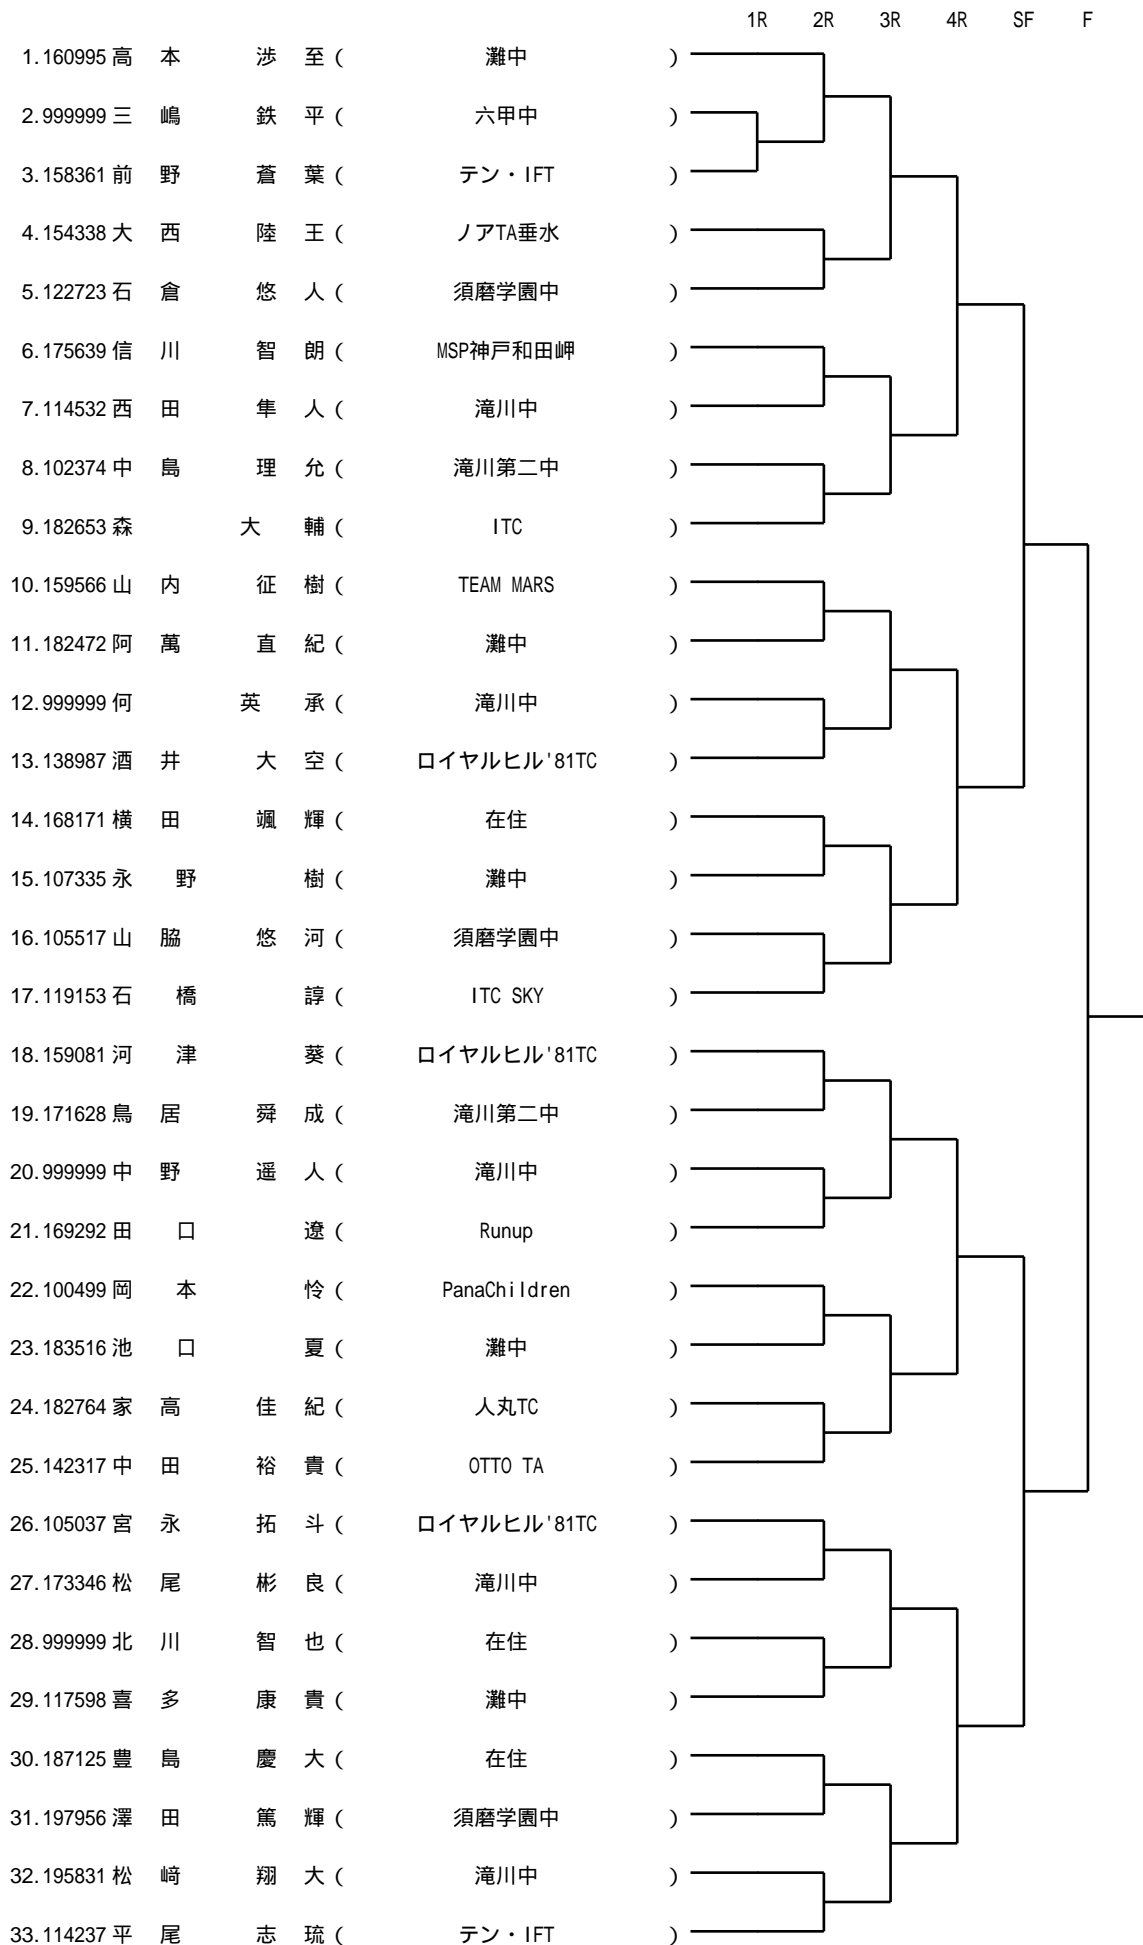 1R 2R 3R 4R SF F
1.160995 高 本 渉 至 ( 灘中 )
2.999999 三 嶋 鉄 平 ( 六甲中 )
3.158361 前 野 蒼 葉 ( テン・IFT )
4.154338 大 西 陸 王 ( ノアTA垂水 )
5.122723 石 倉 悠 人 ( 須磨学園中 )
6.175639 信 川 智 朗 ( MSP神戸和田岬 )
7.114532 西 田 隼 人 ( 滝川中 )
8.102374 中 島 理 允 ( 滝川第二中 )
9.182653 森 大 輔 ( ITC )
10.159566 山 内 征 樹 ( TEAM MARS )
11.182472 阿 萬 直 紀 ( 灘中 )
12.999999 何 英 承 ( 滝川中 )
13.138987 酒 井 大 空 ( ロイヤルヒル'81TC )
14.168171 横 田 颯 輝 ( 在住 )
15.107335 永 野 樹 ( 灘中 )
16.105517 山 脇 悠 河 ( 須磨学園中 )
17.119153 石 橋 諄 ( ITC SKY )
18.159081 河 津 葵 ( ロイヤルヒル'81TC )
19.171628 鳥 居 舜 成 ( 滝川第二中 )
20.999999 中 野 遥 人 ( 滝川中 )
21.169292 田 口 遼 ( Runup )
22.100499 岡 本 怜 ( PanaChildren )
23.183516 池 口 夏 ( 灘中 )
24.182764 家 高 佳 紀 ( 人丸TC )
25.142317 中 田 裕 貴 ( OTTO TA )
26.105037 宮 永 拓 斗 ( ロイヤルヒル'81TC )
27.173346 松 尾 彬 良 ( 滝川中 )
28.999999 北 川 智 也 ( 在住 )
29.117598 喜 多 康 貴 ( 灘中 )
30.187125 豊 島 慶 大 ( 在住 )
31.197956 澤 田 篤 輝 ( 須磨学園中 )
32.195831 松 﨑 翔 大 ( 滝川中 )
33.114237 平 尾 志 琉 ( テン・IFT )